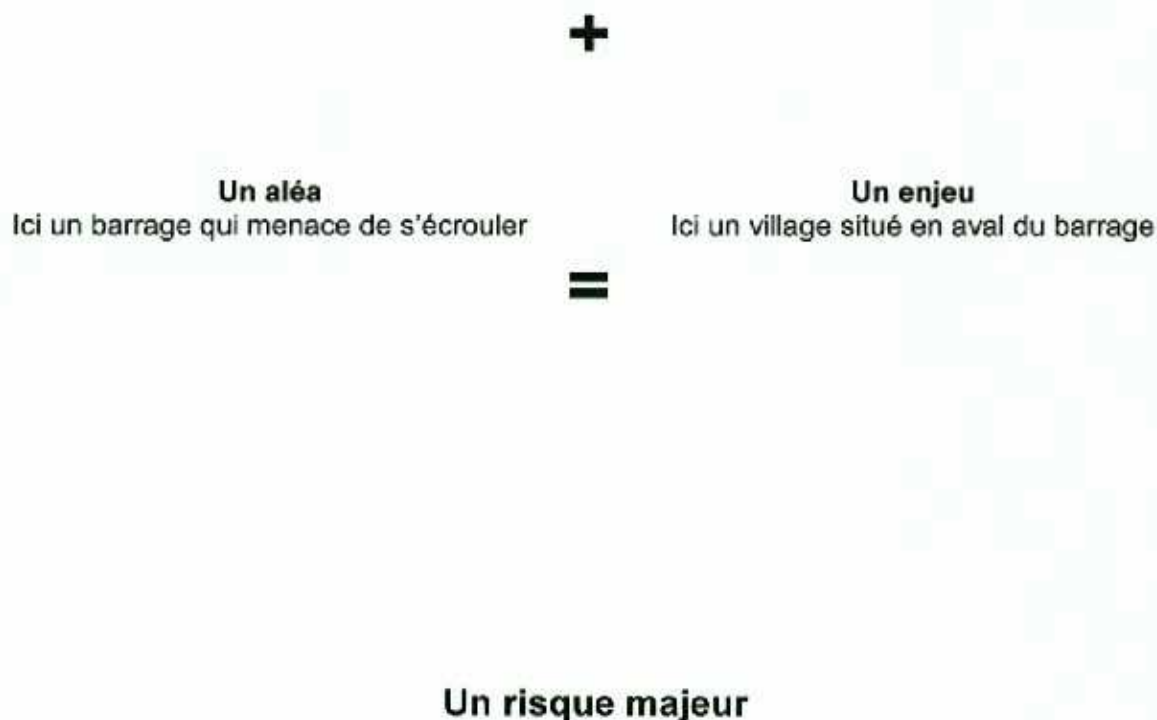 +
Un aléa
Ici un barrage qui menace de s'écrouler
Un enjeu
Ici un village situé en aval du barrage
=
Un risque majeur